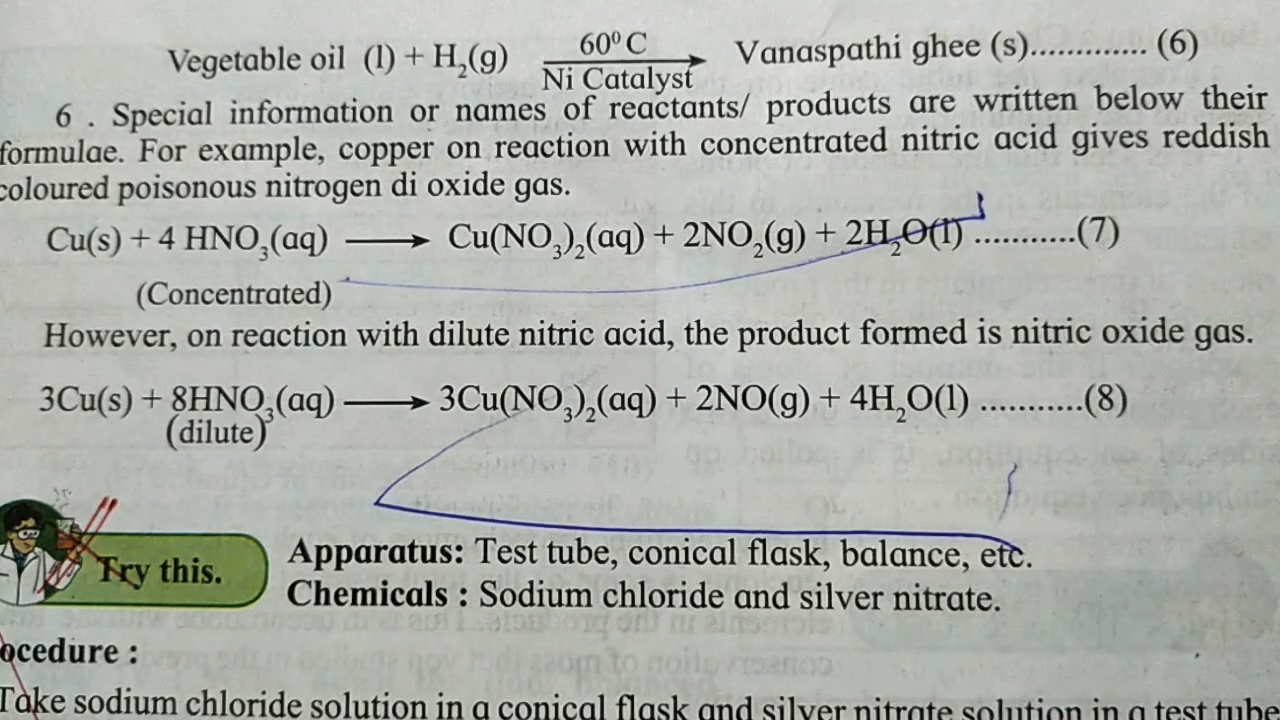 Vegetable oil (l) + H₂(g) 60⁰ C Vanaspathi ghee (s)............. (6)
Ni Catalyst
6 . Special information or names of reactants/ products are written below their
formulae. For example, copper on reaction with concentrated nitric acid gives reddish
coloured poisonous nitrogen di oxide gas.
Cu(s) + 4 HNO₃(aq) ⟶ Cu(NO₃)₂(aq) + 2NO₂(g) + 2H₂O(l) ...........(7)
(Concentrated)
However, on reaction with dilute nitric acid, the product formed is nitric oxide gas.
3Cu(s) + 8HNO₃(aq) ⟶ 3Cu(NO₃)₂(aq) + 2NO(g) + 4H₂O(l) ...........(8)
(dilute)
Try this.
Apparatus: Test tube, conical flask, balance, etc.
Chemicals : Sodium chloride and silver nitrate.
ocedure :
Take sodium chloride solution in a conical flask and silver nitrate solution in a test tube